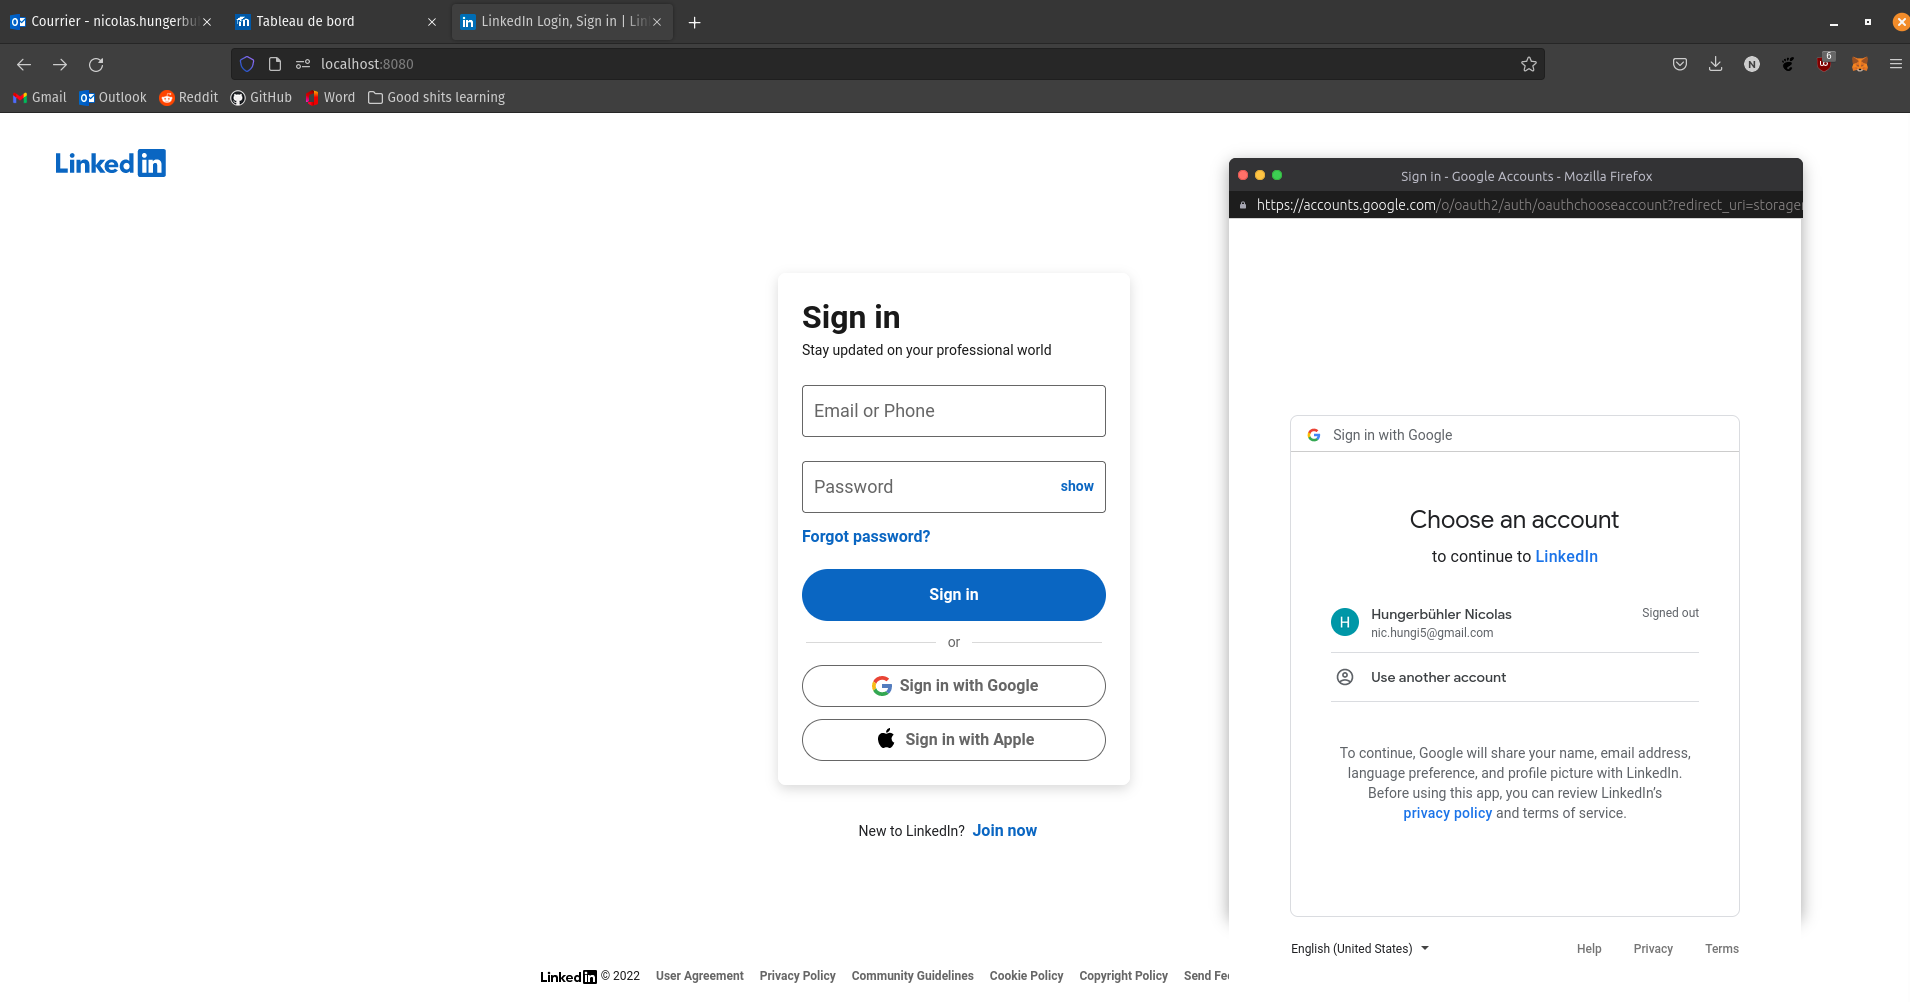 Courrier - nicolas.hungerbu
Tableau de bord
LinkedIn Login, Sign in | Lin
localhost:8080
6
N
Gmail
Outlook
Reddit
GitHub
Word
Good shits learning
Linked in
Sign in
Stay updated on your professional world
Email or Phone
Password
show
Forgot password?
Sign in
or
Sign in with Google
Sign in with Apple
New to LinkedIn? Join now
Sign in - Google Accounts - Mozilla Firefox
https://accounts.google.com/o/oauth2/auth/oauthchooseaccount?redirect_uri=storage
Sign in with Google
Choose an account
to continue to LinkedIn
H
Hungerbühler Nicolas
Signed out
nic.hungi5@gmail.com
Use another account
To continue, Google will share your name, email address,
language preference, and profile picture with LinkedIn.
Before using this app, you can review LinkedIn's
privacy policy and terms of service.
English (United States)
Help
Privacy
Terms
Linked in © 2022
User Agreement
Privacy Policy
Community Guidelines
Cookie Policy
Copyright Policy
Send Fe